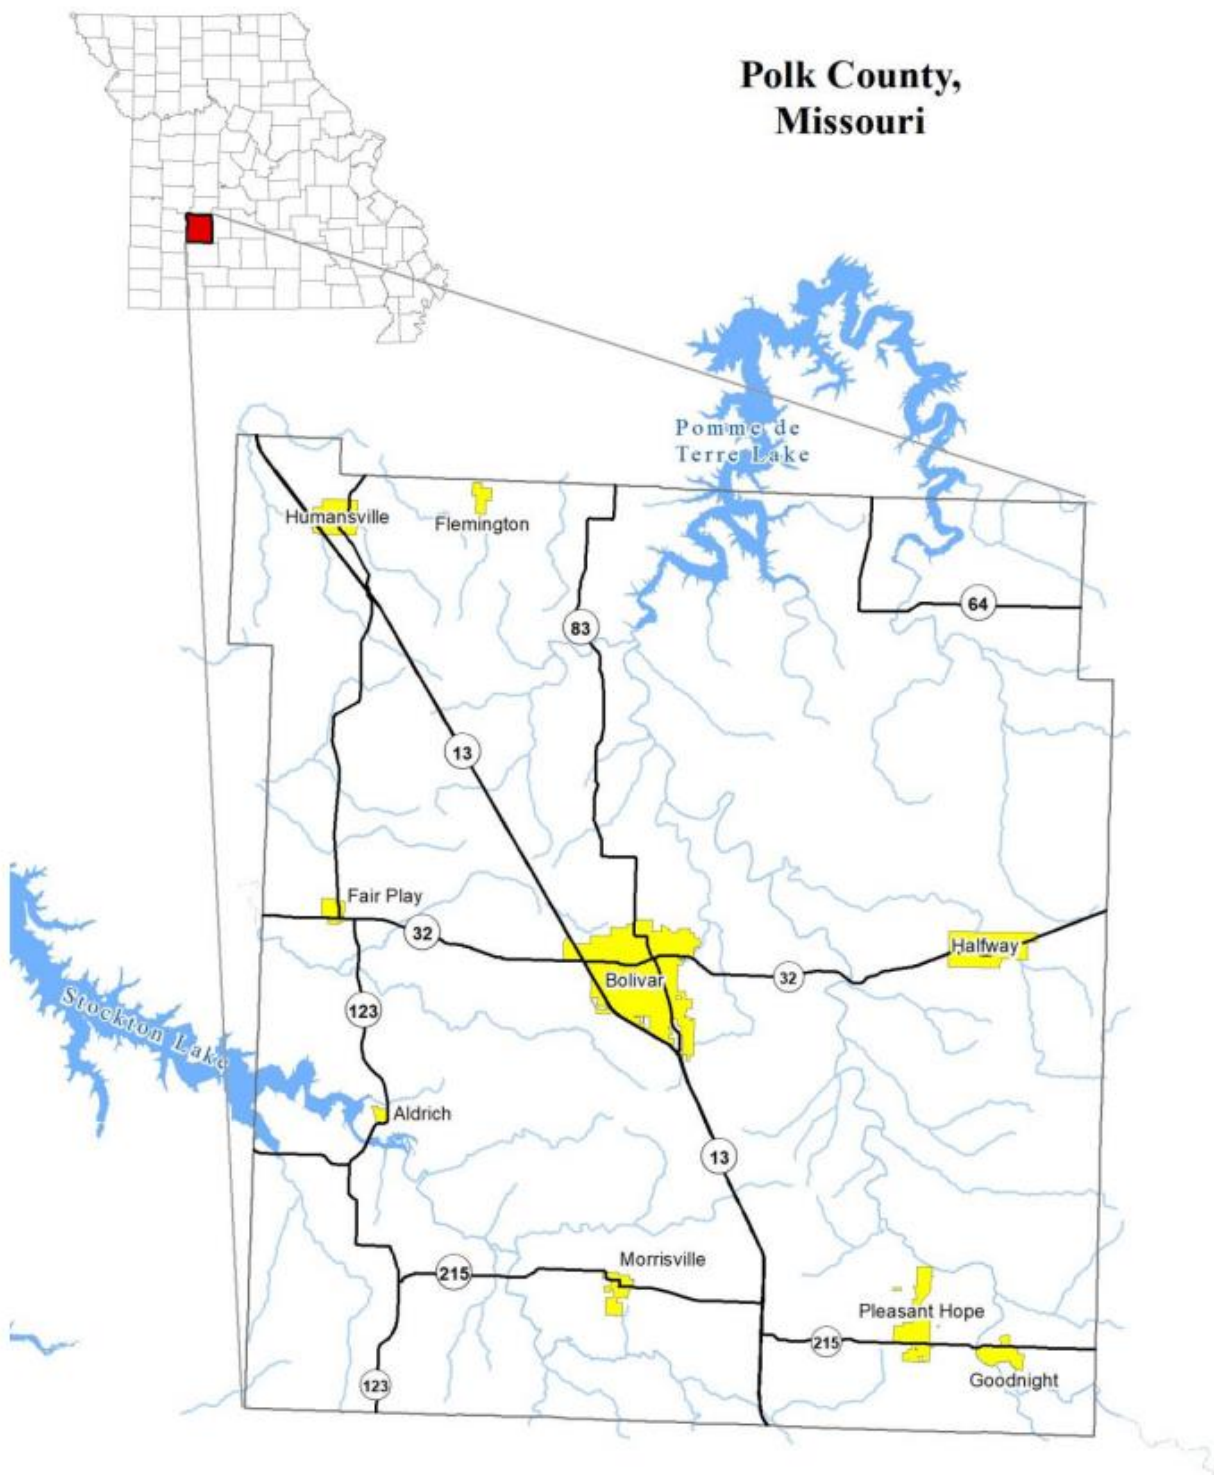 Polk County,
Missouri
Pomme de
Terre Lake
Humansville
Flemington
64
83
13
Fair Play
32
Halfway
32
Bolivar
123
Stockton Lake
Aldrich
13
Morrisville
215
Pleasant Hope
215
Goodnight
123